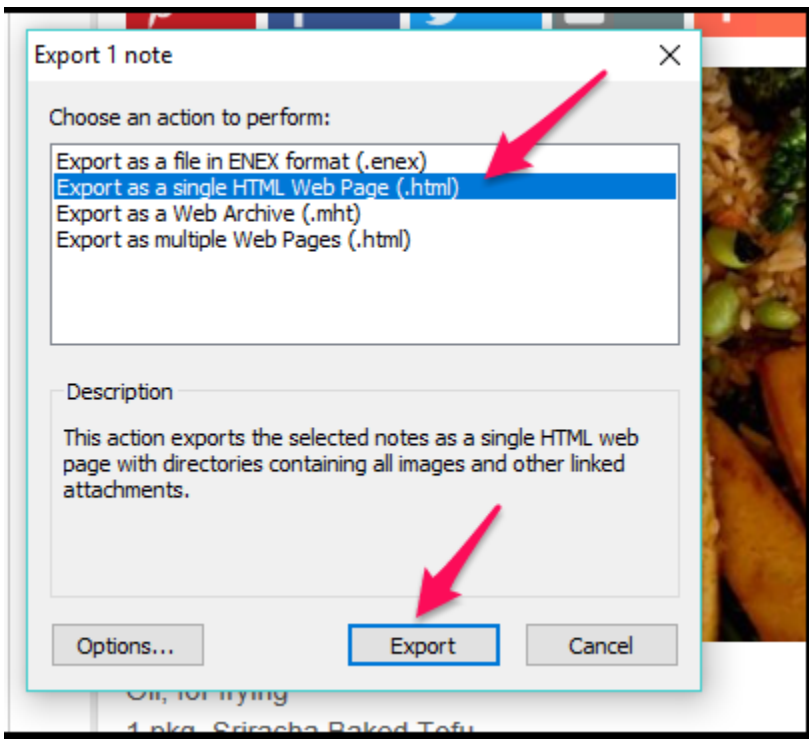 Export 1 note
Choose an action to perform:
Export as a file in ENEX format (.enex)
Export as a single HTML Web Page (.html)
Export as a Web Archive (.mht)
Export as multiple Web Pages (.html)
Description
This action exports the selected notes as a single HTML web
page with directories containing all images and other linked
attachments.
Options...
Export
Cancel
Oil, for frying
1 pkg. Sriracha Baked Tofu